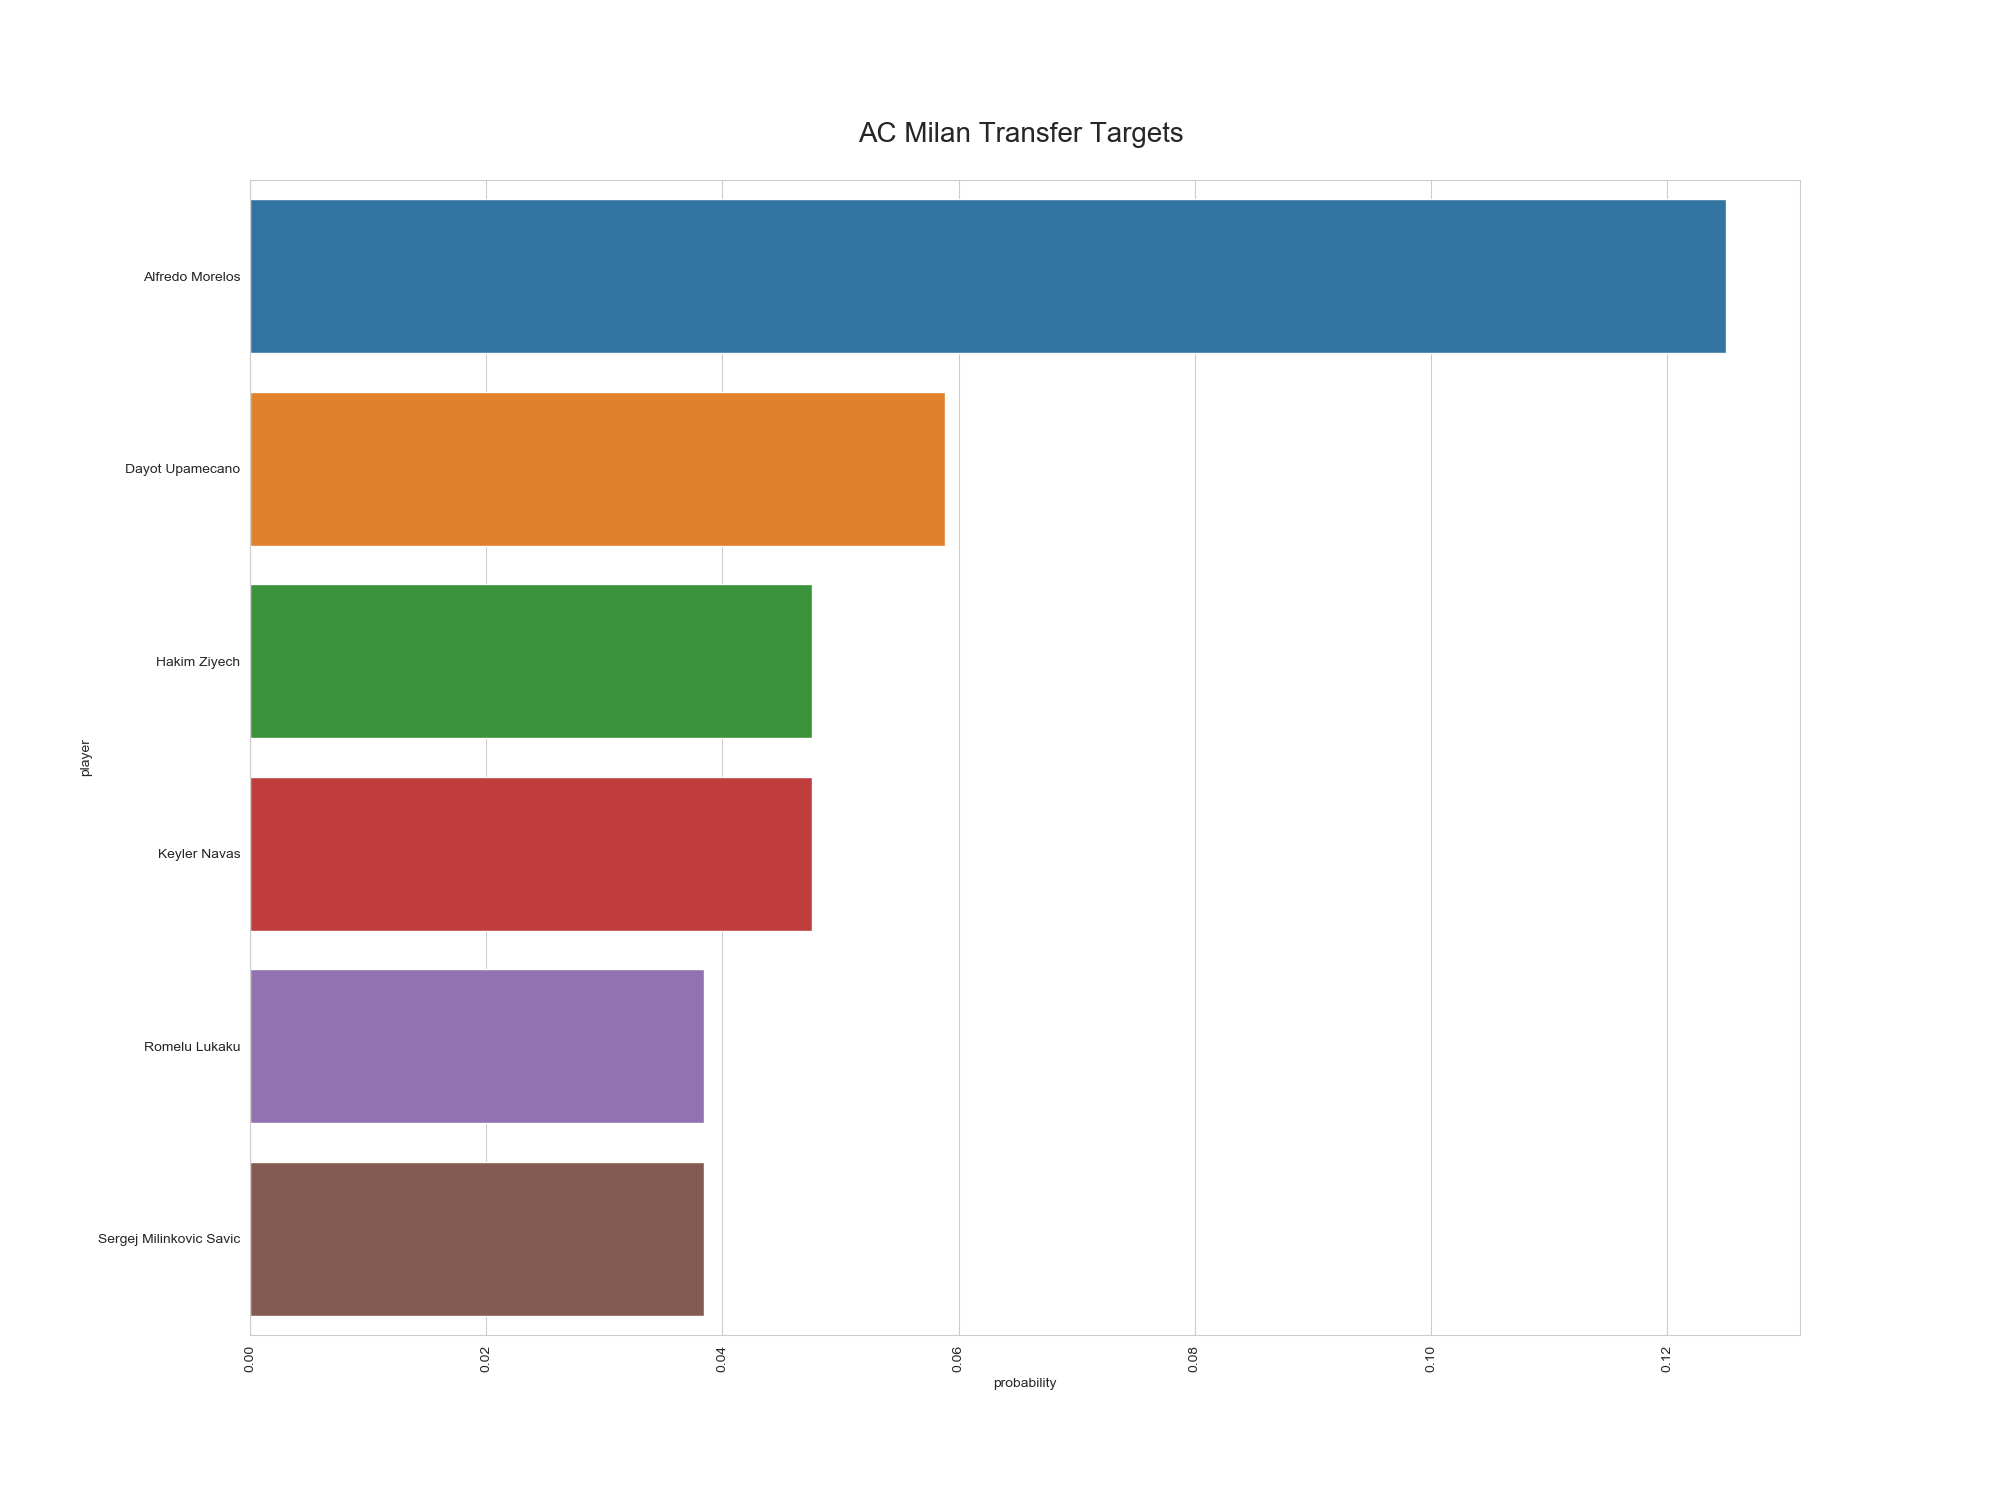 AC Milan Transfer Targets
Alfredo Morelos
Dayot Upamecano
Hakim Ziyech
player
Keyler Navas
Romelu Lukaku
Sergej Milinkovic Savic
0.00
0.02
0.04
0.06
0.08
0.10
0.12
probability